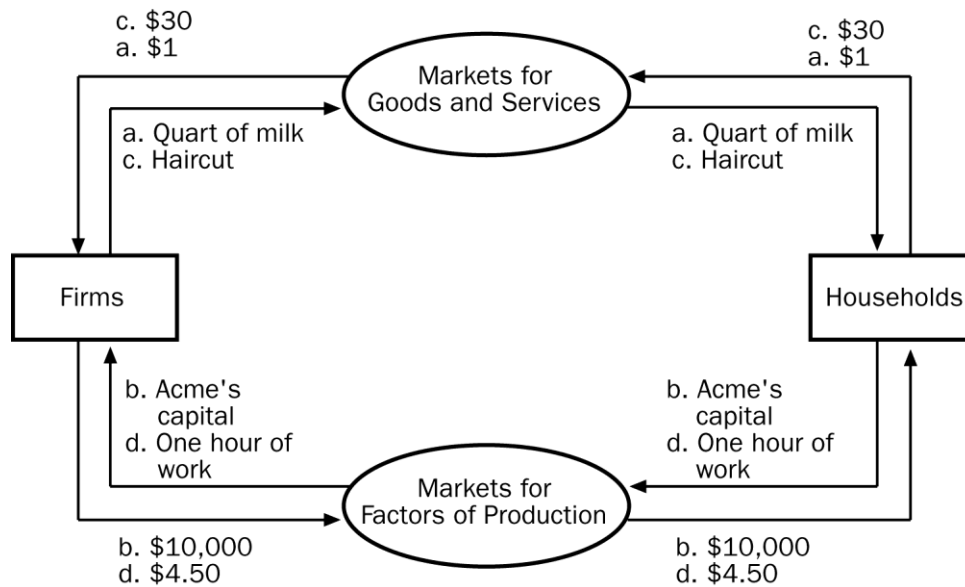 c. $30
a. $1
c. $30
a. $1
Markets for
Goods and Services
a. Quart of milk
c. Haircut
a. Quart of milk
c. Haircut
Firms
Households
b. Acme's
capital
d. One hour of
work
b. Acme's
capital
d. One hour of
work
Markets for
Factors of Production
b. $10,000
d. $4.50
b. $10,000
d. $4.50